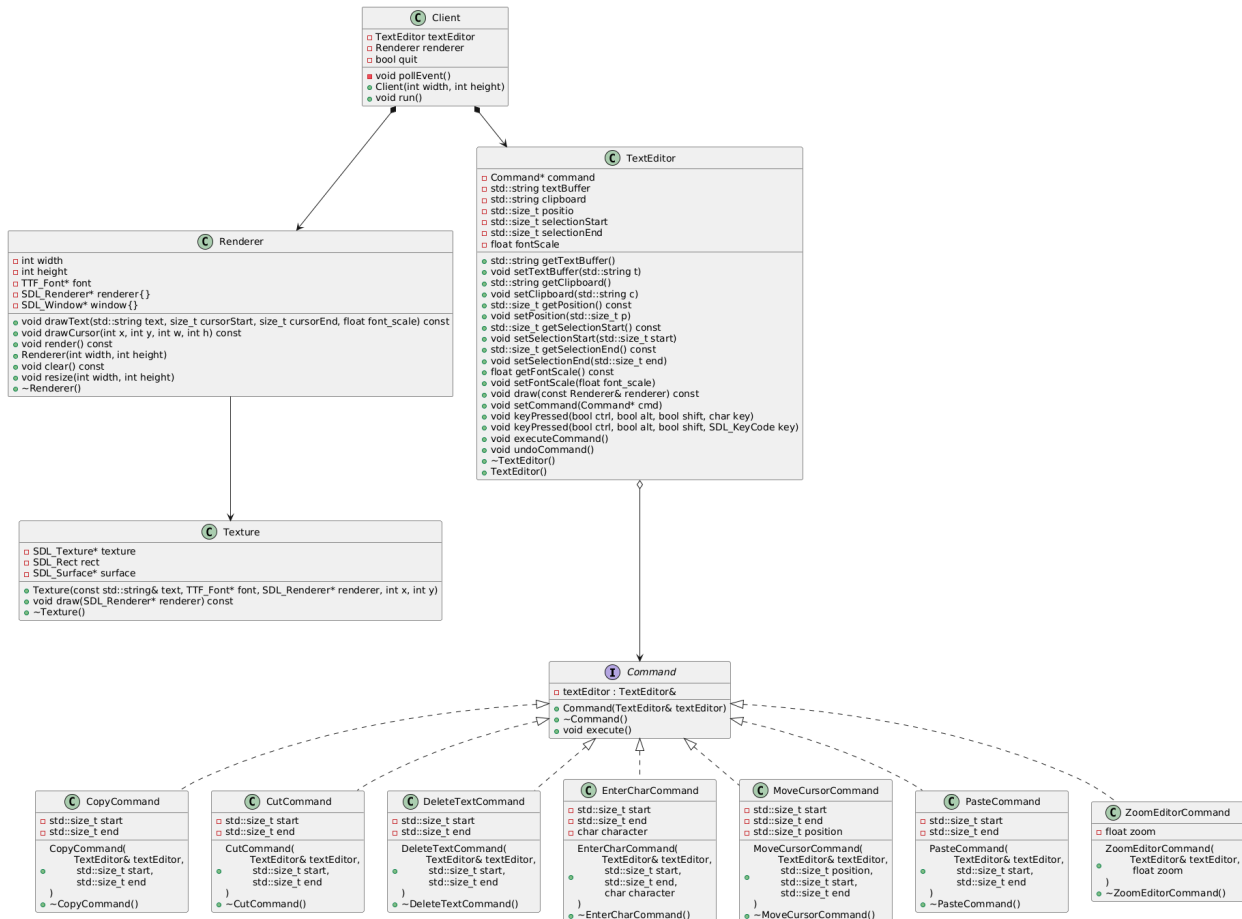 C Client
TextEditor textEditor
Renderer renderer
bool quit
void pollEvent()
Client(int width, int height)
void run()
C TextEditor
Command* command
std::string textBuffer
std::string clipboard
std::size_t positio
std::size_t selectionStart
std::size_t selectionEnd
float fontScale
std::string getTextBuffer()
void setTextBuffer(std::string t)
std::string getClipboard()
void setClipboard(std::string c)
std::size_t getPosition() const
void setPosition(std::size_t p)
std::size_t getSelectionStart() const
void setSelectionStart(std::size_t start)
std::size_t getSelectionEnd() const
void setSelectionEnd(std::size_t end)
float getFontScale() const
void setFontScale(float font_scale)
void draw(const Renderer& renderer) const
void setCommand(Command* cmd)
void keyPressed(bool ctrl, bool alt, bool shift, char key)
void keyPressed(bool ctrl, bool alt, bool shift, SDL_KeyCode key)
void executeCommand()
void undoCommand()
~TextEditor()
TextEditor()
C Renderer
int width
int height
TTF_Font* font
SDL_Renderer* renderer{}
SDL_Window* window{}
void drawText(std::string text, size_t cursorStart, size_t cursorEnd, float font_scale) const
void drawCursor(int x, int y, int w, int h) const
void render() const
Renderer(int width, int height)
void clear() const
void resize(int width, int height)
~Renderer()
C Texture
SDL_Texture* texture
SDL_Rect rect
SDL_Surface* surface
Texture(const std::string& text, TTF_Font* font, SDL_Renderer* renderer, int x, int y)
void draw(SDL_Renderer* renderer) const
~Texture()
I Command
textEditor : TextEditor&
Command(TextEditor& textEditor)
~Command()
void execute()
C CopyCommand
std::size_t start
std::size_t end
CopyCommand(
TextEditor& textEditor,
std::size_t start,
std::size_t end
)
~CopyCommand()
C CutCommand
std::size_t start
std::size_t end
CutCommand(
TextEditor& textEditor,
std::size_t start,
std::size_t end
)
~CutCommand()
C DeleteTextCommand
std::size_t start
std::size_t end
DeleteTextCommand(
TextEditor& textEditor,
std::size_t start,
std::size_t end
)
~DeleteTextCommand()
C EnterCharCommand
std::size_t start
std::size_t end
char character
EnterCharCommand(
TextEditor& textEditor,
std::size_t start,
std::size_t end,
char character
)
~EnterCharCommand()
C MoveCursorCommand
std::size_t start
std::size_t end
std::size_t position
MoveCursorCommand(
TextEditor& textEditor,
std::size_t position,
std::size_t start,
std::size_t end
)
~MoveCursorCommand()
C PasteCommand
std::size_t start
std::size_t end
PasteCommand(
TextEditor& textEditor,
std::size_t start,
std::size_t end
)
~PasteCommand()
C ZoomEditorCommand
float zoom
ZoomEditorCommand(
TextEditor& textEditor,
float zoom
)
~ZoomEditorCommand()